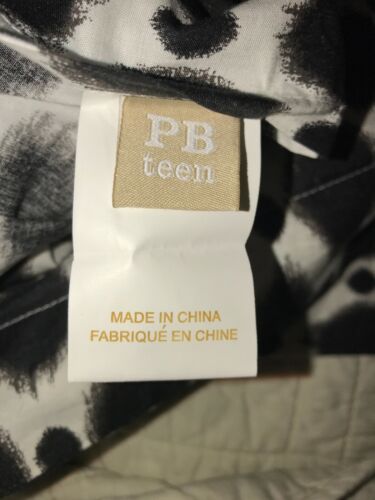 PB
teen
MADE IN CHINA
FABRIQUÉ EN CHINE